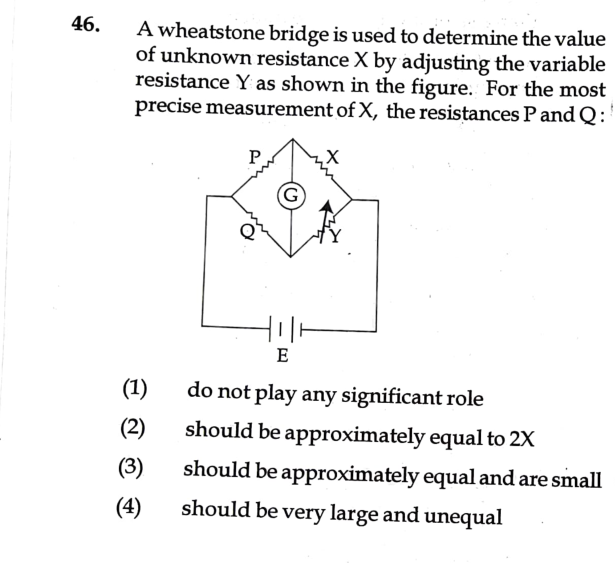 46. A wheatstone bridge is used to determine the value
of unknown resistance X by adjusting the variable
resistance Y as shown in the figure. For the most
precise measurement of X, the resistances P and Q :
P X
G
Q Y
E
(1) do not play any significant role
(2) should be approximately equal to 2X
(3) should be approximately equal and are small
(4) should be very large and unequal